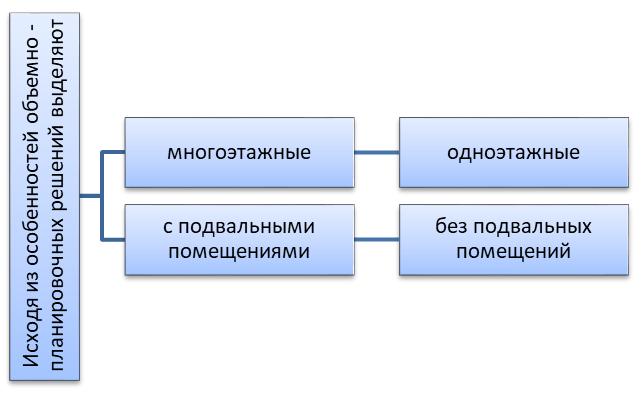 Исходя из особенностей объемно -
планировочных решений выделяют
многоэтажные
одноэтажные
с подвальными
помещениями
без подвальных
помещений